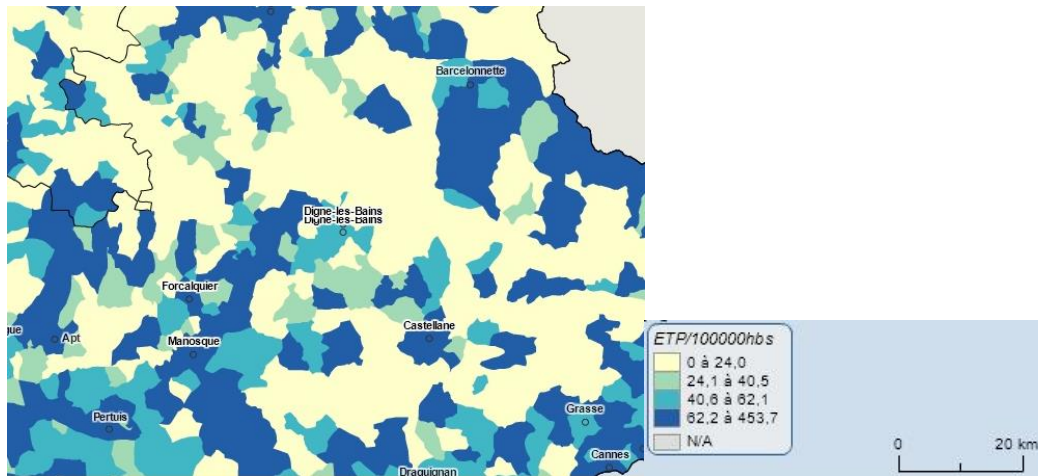 Barcelonnette
Digne-les-Bains
Digne-les-Bains
Forcalquier
gue
Apt
Manosque
Castellane
Pertuis
Grasse
Cannes
Draguignan
ETP/100000hbs
0 à 24,0
24,1 à 40,5
40,6 à 62,1
62,2 à 453,7
N/A
0 20 km